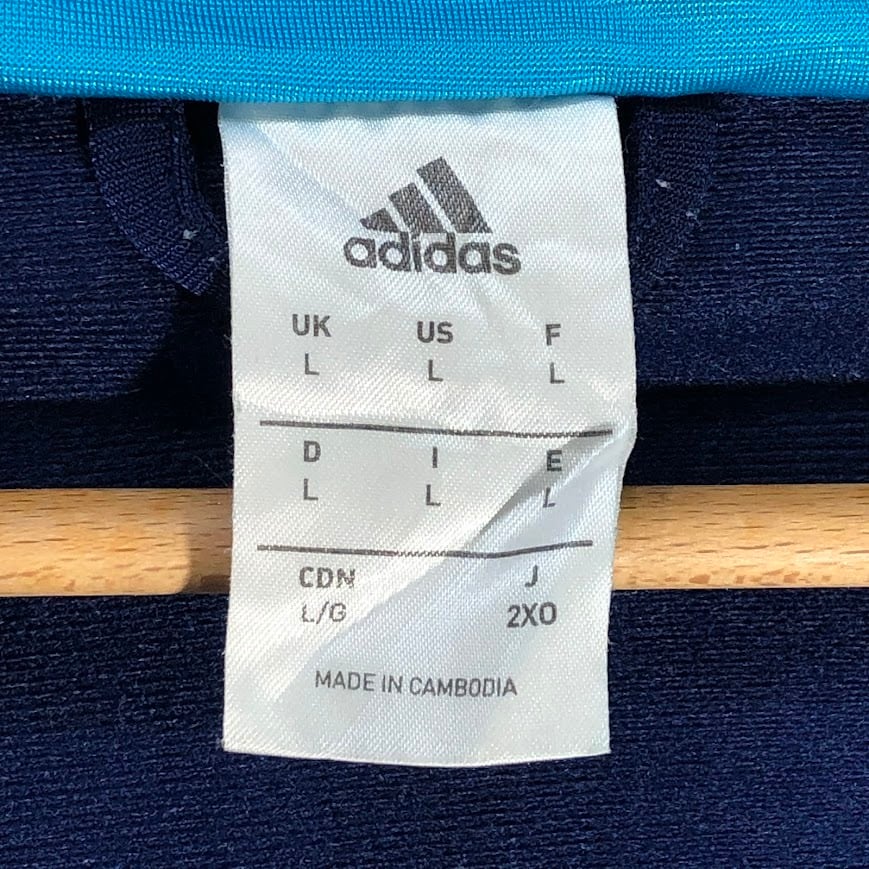 adidas
UK US F
L L L
D I E
L L L
CDN J
L/G 2XO
MADE IN CAMBODIA